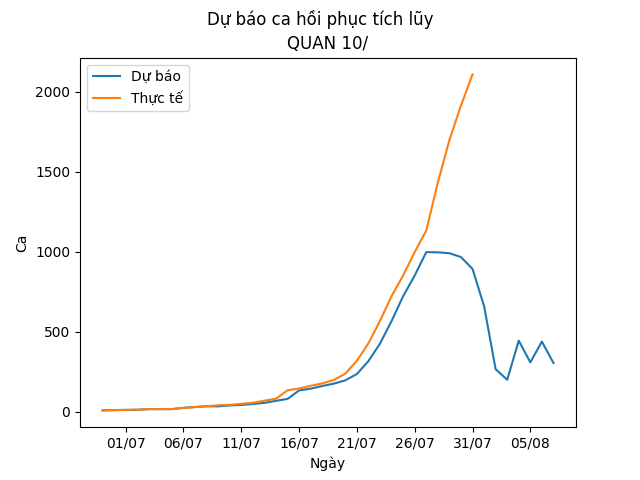 Dự báo ca hồi phục tích lũy
QUAN 10/
Dự báo
Thực tế
2000
1500
1000
500
0
Ca
01/07 06/07 11/07 16/07 21/07 26/07 31/07 05/08
Ngày